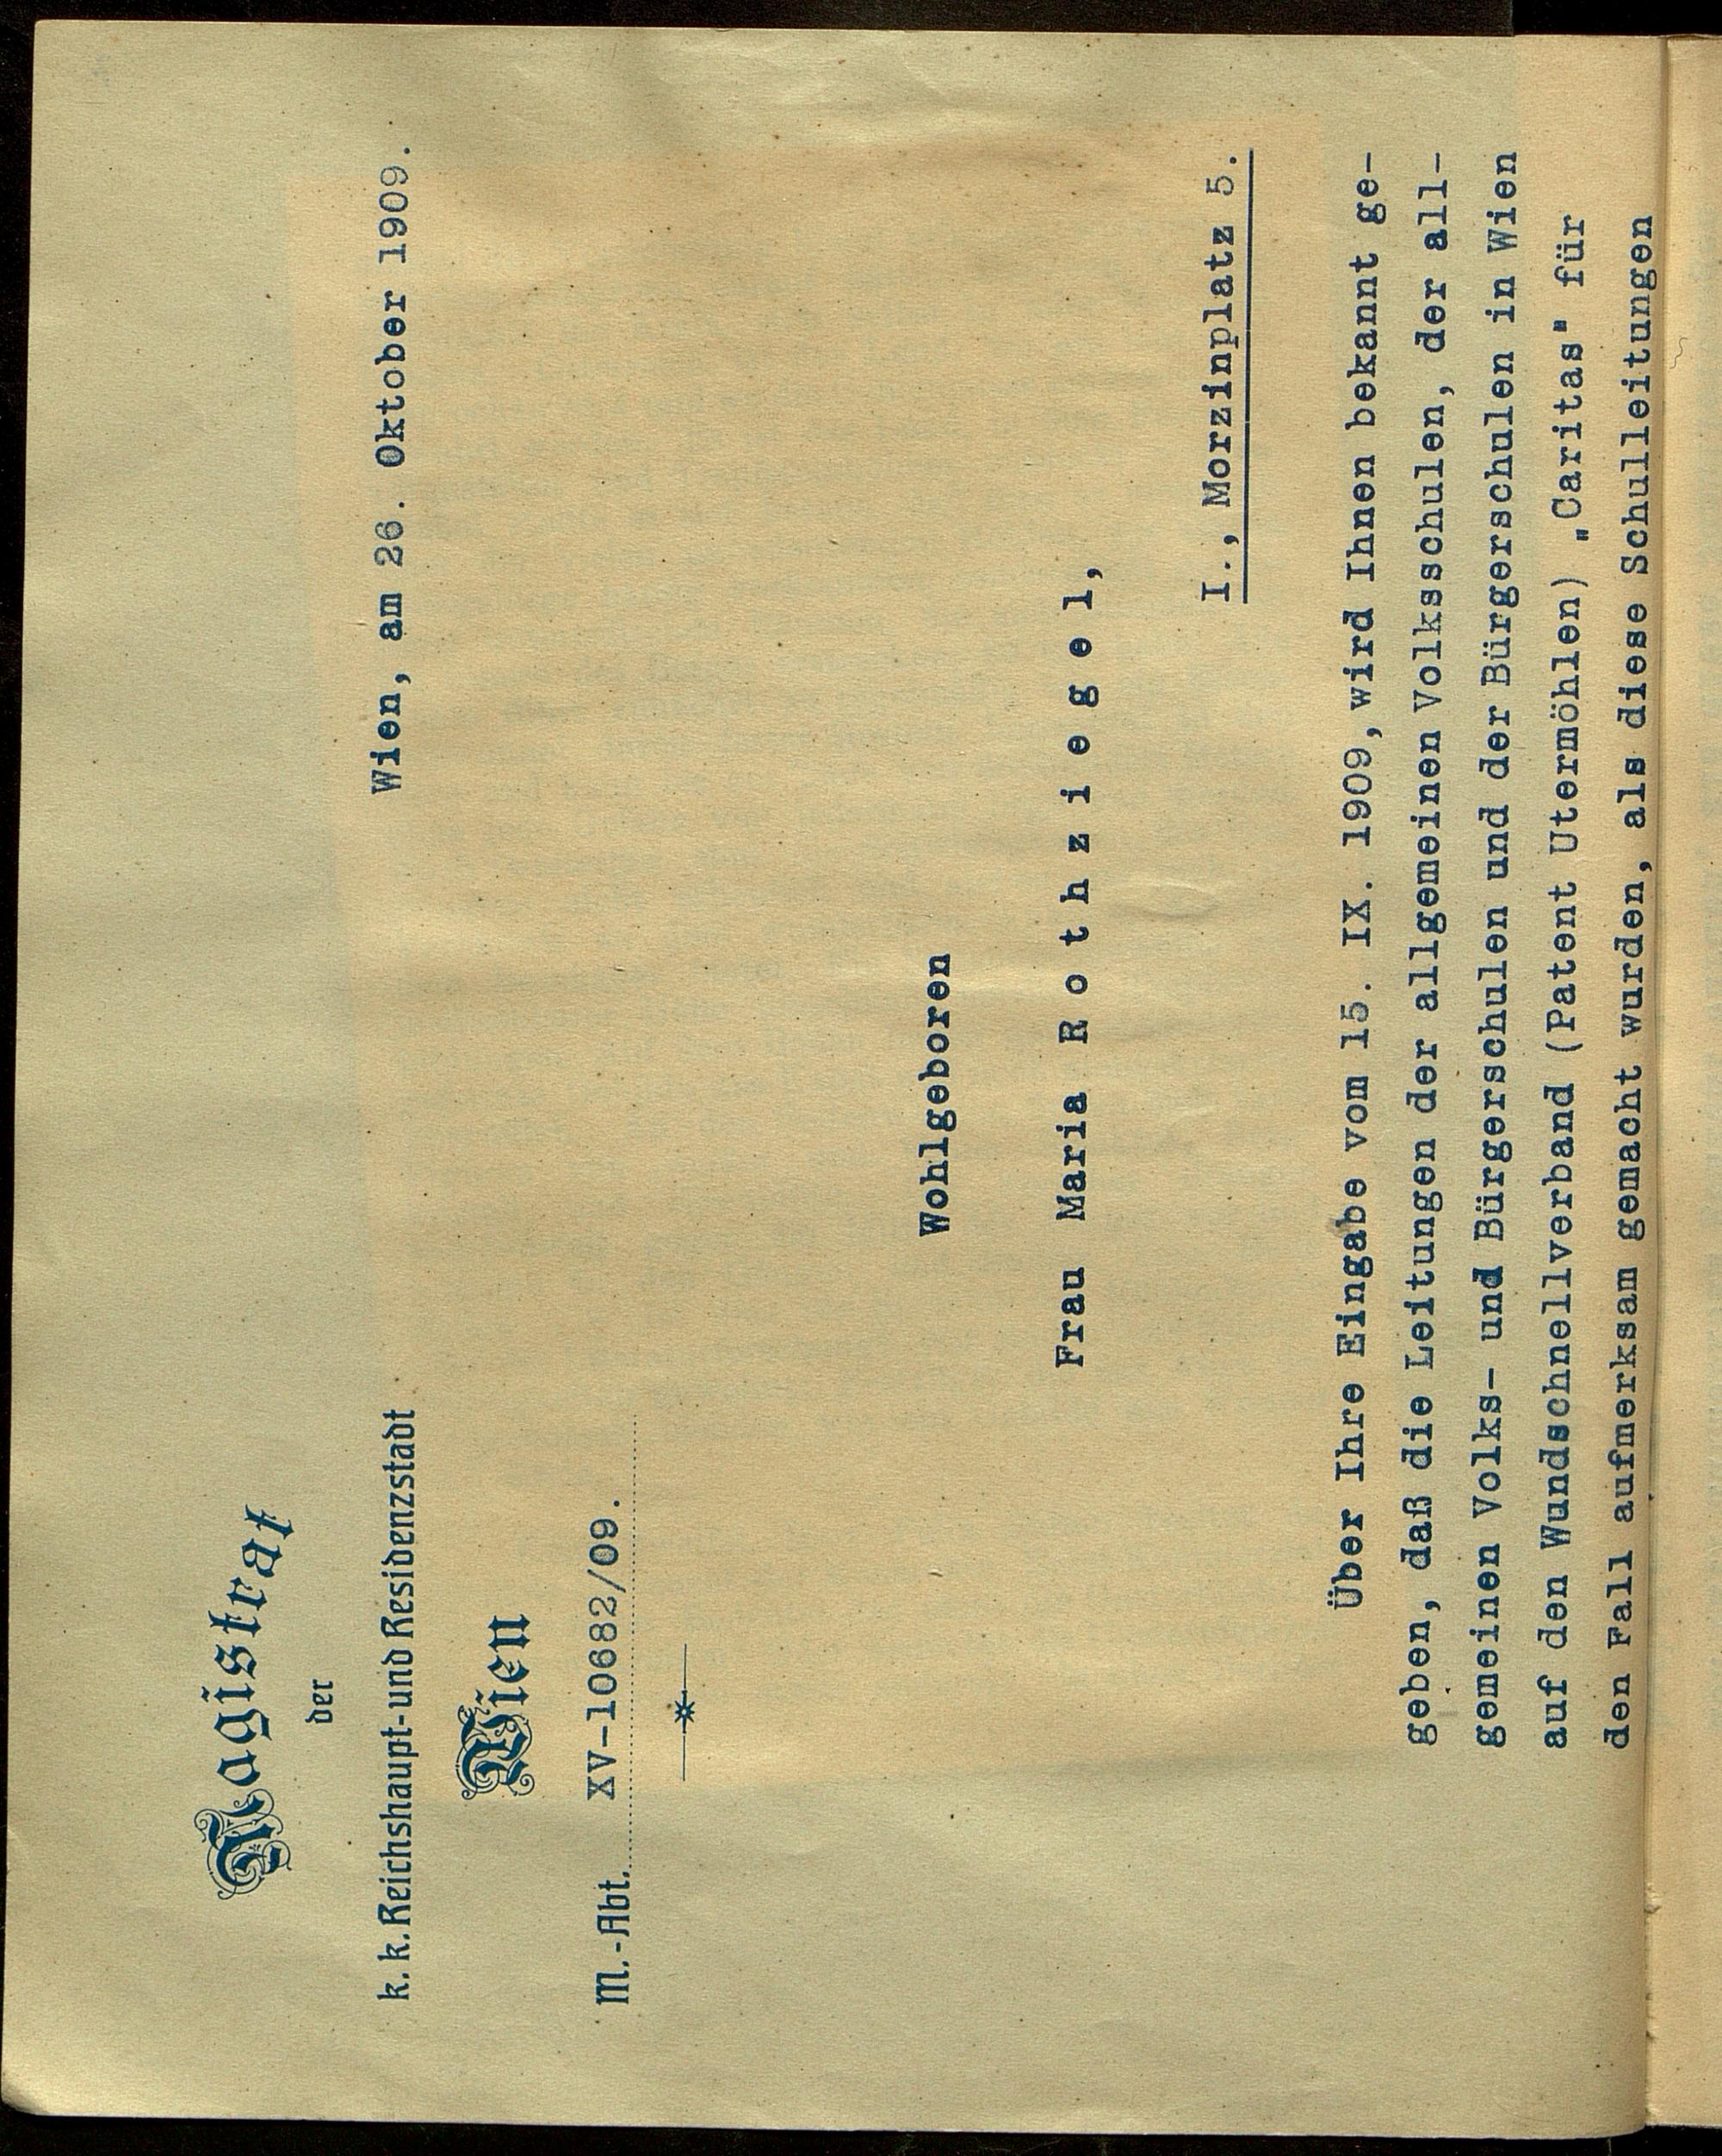 Magistrat
der
k. k. Reichshaupt- und Residenzstadt
Wien
M.-Abt. XV-10682/09.
Wien, am 26. Oktober 1909.
Wohlgeboren
Frau Maria R o t h z i e g e l,
I., Morzinplatz 5.
Über Ihre Eingabe vom 15. IX. 1909, wird Ihnen bekannt ge-
geben, daß die Leitungen der allgemeinen Volksschulen, der all-
gemeinen Volks- und Bürgerschulen und der Bürgerschulen in Wien
auf den Wundschnellverband (Patent Utermöhlen) „Caritas" für
den Fall aufmerksam gemacht wurden, als diese Schulleitungen